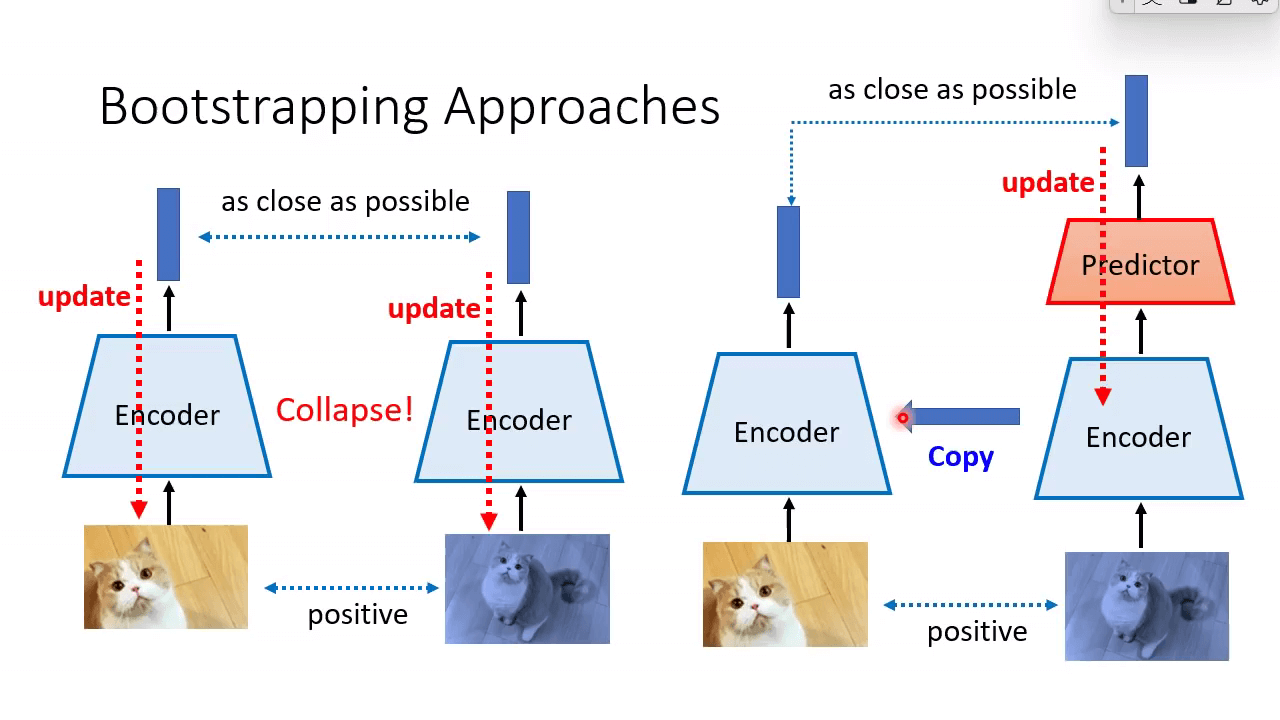 Bootstrapping Approaches
as close as possible
update
update
Encoder
Collapse!
Encoder
positive
as close as possible
update
Predictor
Encoder
Copy
Encoder
positive